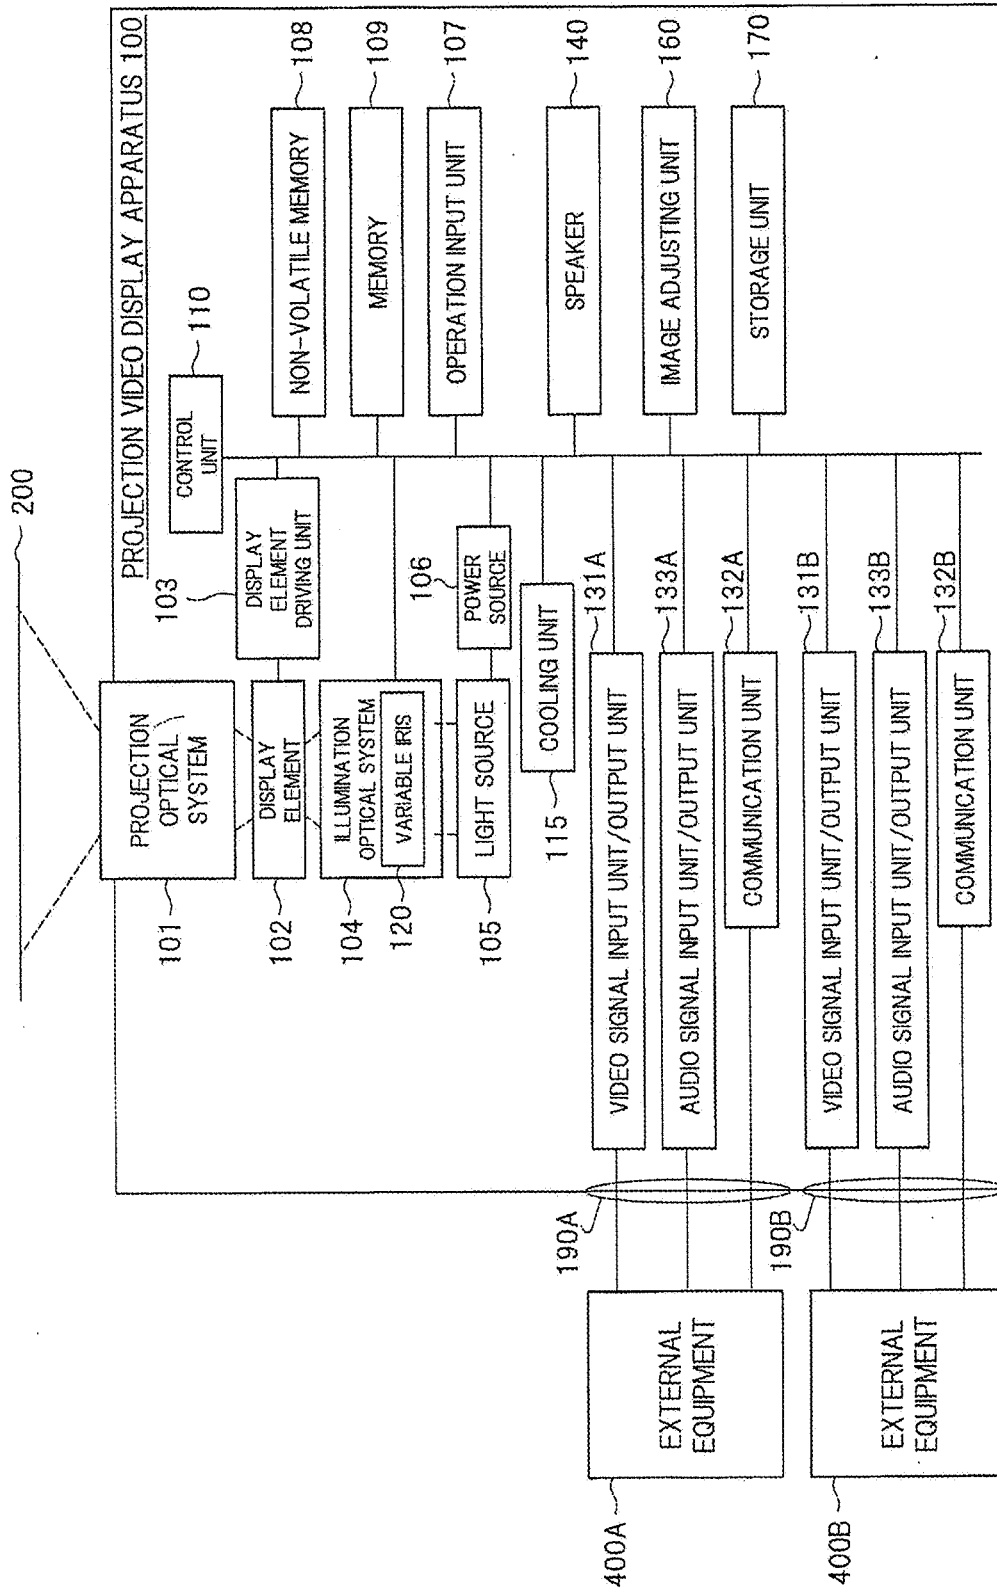 200
PROJECTION VIDEO DISPLAY APPARATUS 100
110
CONTROL
UNIT
103
DISPLAY
ELEMENT
DRIVING UNIT
108
NON-VOLATILE MEMORY
109
MEMORY
107
OPERATION INPUT UNIT
140
SPEAKER
160
IMAGE ADJUSTING UNIT
170
STORAGE UNIT
PROJECTION
OPTICAL
SYSTEM
101
DISPLAY
ELEMENT
102
ILLUMINATION
OPTICAL SYSTEM
104
VARIABLE IRIS
120
LIGHT SOURCE
105
106
POWER
SOURCE
COOLING UNIT
115
131A
VIDEO SIGNAL INPUT UNIT/OUTPUT UNIT
133A
AUDIO SIGNAL INPUT UNIT/OUTPUT UNIT
132A
COMMUNICATION UNIT
131B
VIDEO SIGNAL INPUT UNIT/OUTPUT UNIT
133B
AUDIO SIGNAL INPUT UNIT/OUTPUT UNIT
132B
COMMUNICATION UNIT
190A
190B
EXTERNAL
EQUIPMENT
400A
EXTERNAL
EQUIPMENT
400B